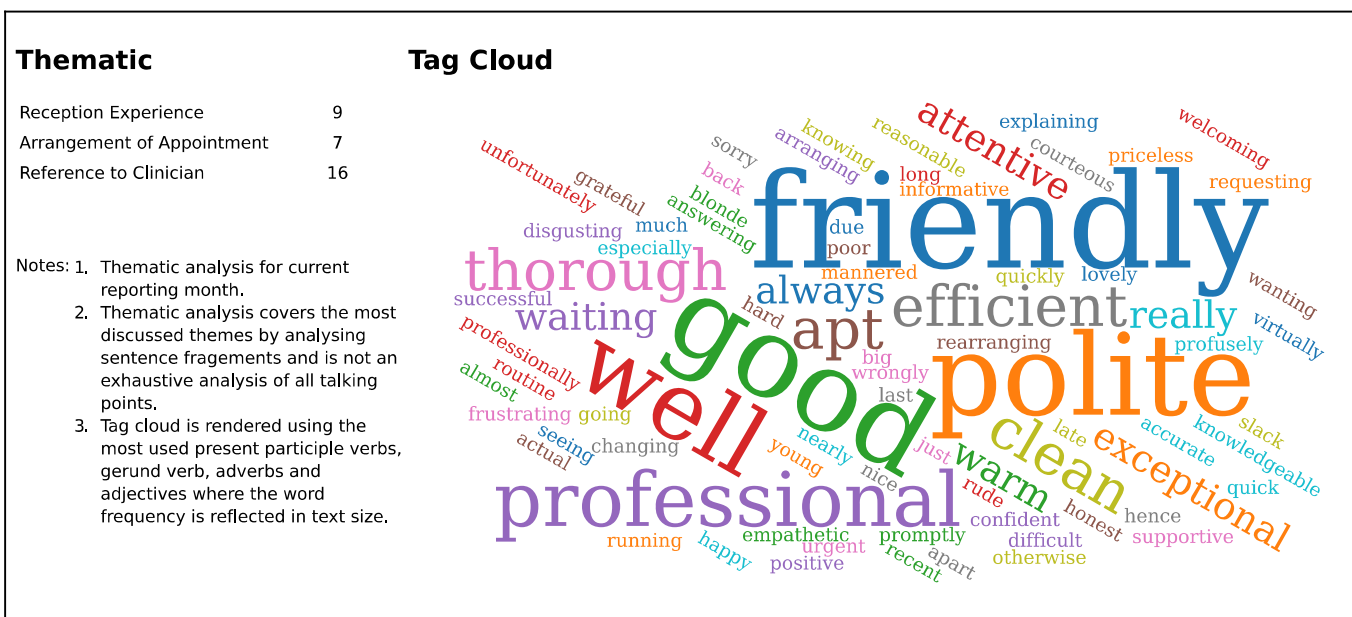 Thematic
Reception Experience 9
Arrangement of Appointment 7
Reference to Clinician 16
Notes: 1. Thematic analysis for current
reporting month.
2. Thematic analysis covers the most
discussed themes by analysing
sentence fragements and is not an
exhaustive analysis of all talking
points.
3. Tag cloud is rendered using the
most used present participle verbs,
gerund verb, adverbs and
adjectives where the word
frequency is reflected in text size.
Tag Cloud
attentive
explaining
welcoming
knowing
reasonable
courteous
priceless
sorry
arranging
unfortunately
long
requesting
back
informative
grateful
blonde
friendly
answering
much
due
disgusting
especially
poor
thorough
mannered
quickly
lovely
wanting
successful
always
efficient
waiting
hard
apt
really
virtually
good
professionally
rearranging
profusely
big
routine
wrongly
polite
almost
well
last
frustrating
going
clean
slack
seeing
changing
nearly
just
late
exceptional
accurate
knowledgeable
actual
young
nice
warm
quick
professional
rude
honest
hence
confident
supportive
running
happy
empathetic
urgent
promptly
difficult
positive
recent
apart
otherwise